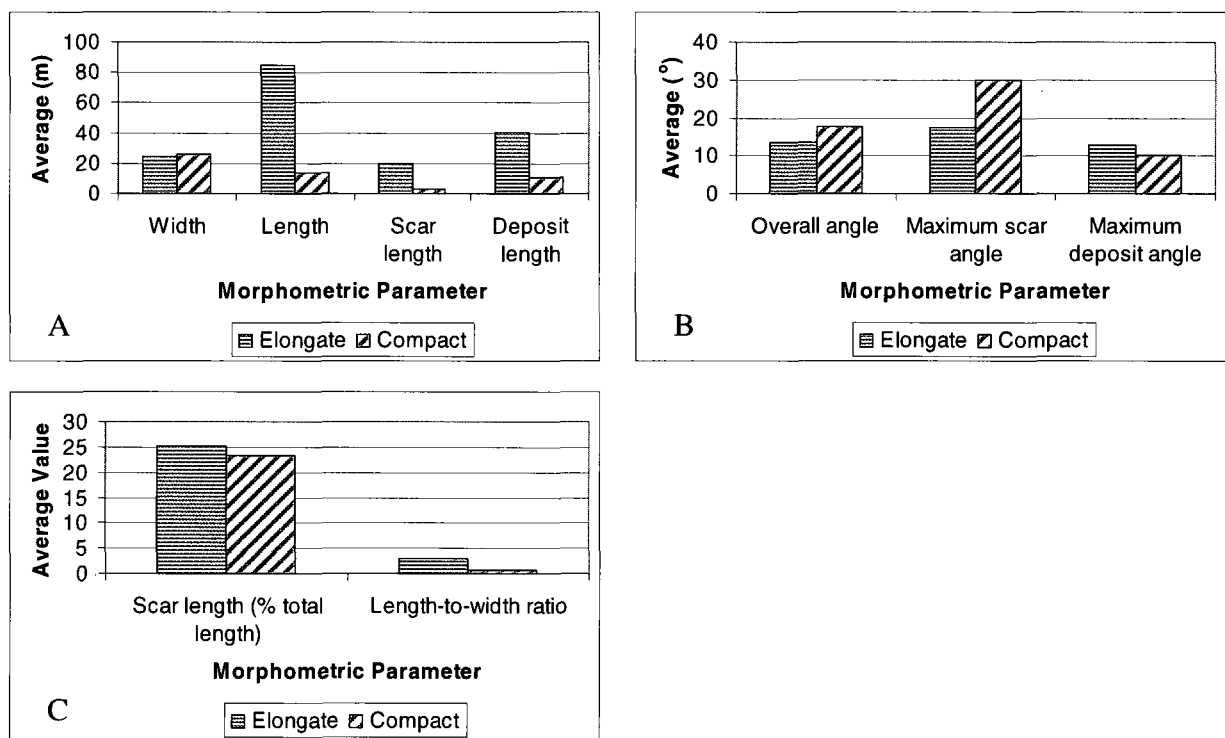 Average (m)
100
80
60
40
20
0
Width Length Scar length Deposit length
Morphometric Parameter
A
Elongate Compact
Average (°)
40
30
20
10
0
Overall angle Maximum scar angle Maximum deposit angle
Morphometric Parameter
B
Elongate Compact
Average Value
30
25
20
15
10
5
0
Scar length (% total length) Length-to-width ratio
Morphometric Parameter
C
Elongate Compact